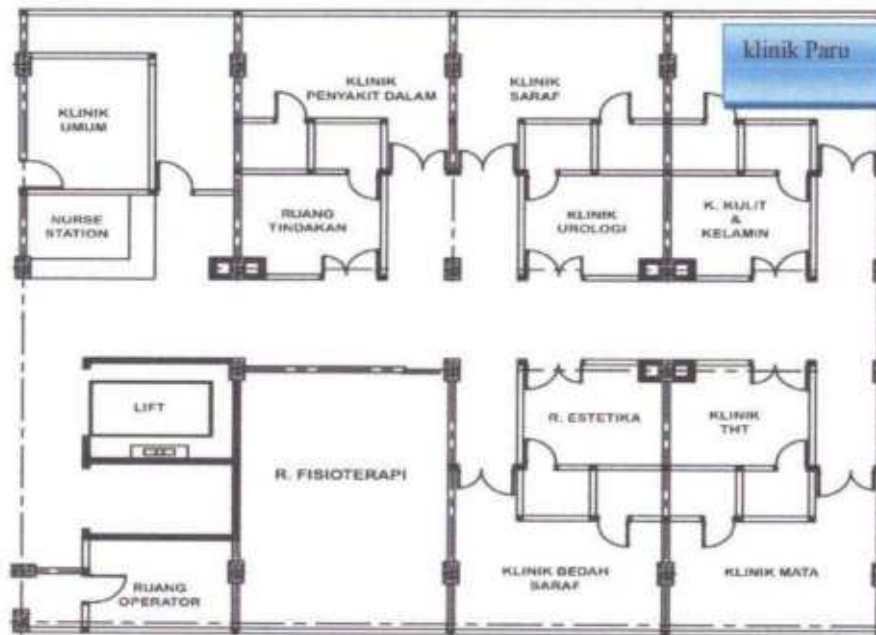 klinik Paru
KLINIK
PENYAKIT DALAM
KLINIK
SARAF
KLINIK
UMUM
NURSE
STATION
RUANG
TINDAKAN
KLINIK
UROLOGI
K. KULIT
&
KELAMIN
LIFT
R. ESTETIKA
KLINIK
THT
R. FISIOTERAPI
KLINIK BEDAH
SARAF
KLINIK MATA
RUANG
OPERATOR